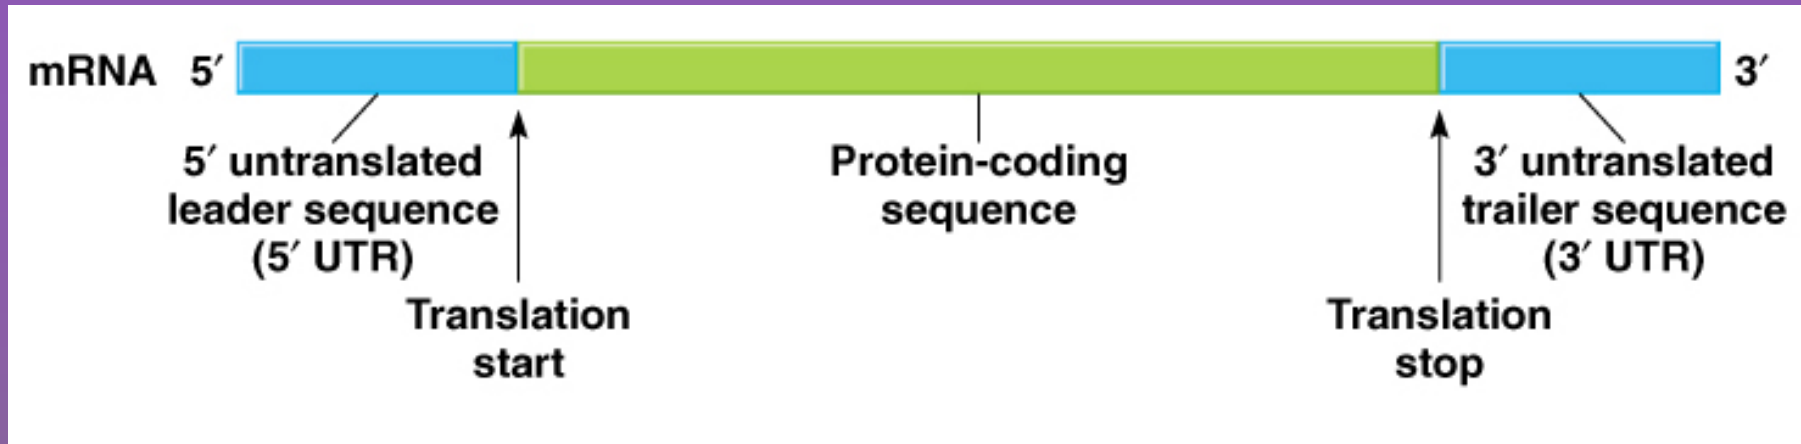 mRNA 5′ 3′
5′ untranslated
leader sequence
(5′ UTR)
Protein-coding
sequence
3′ untranslated
trailer sequence
(3′ UTR)
Translation
start
Translation
stop